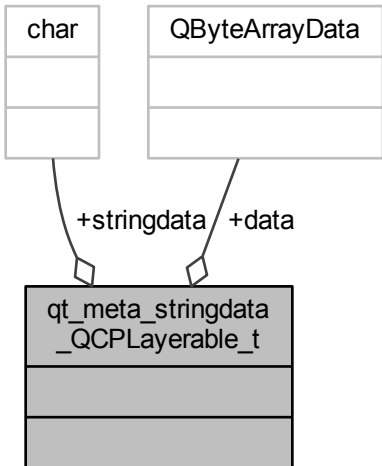 char
QByteArrayData
+stringdata
+data
qt_meta_stringdata
_QCPLayerable_t